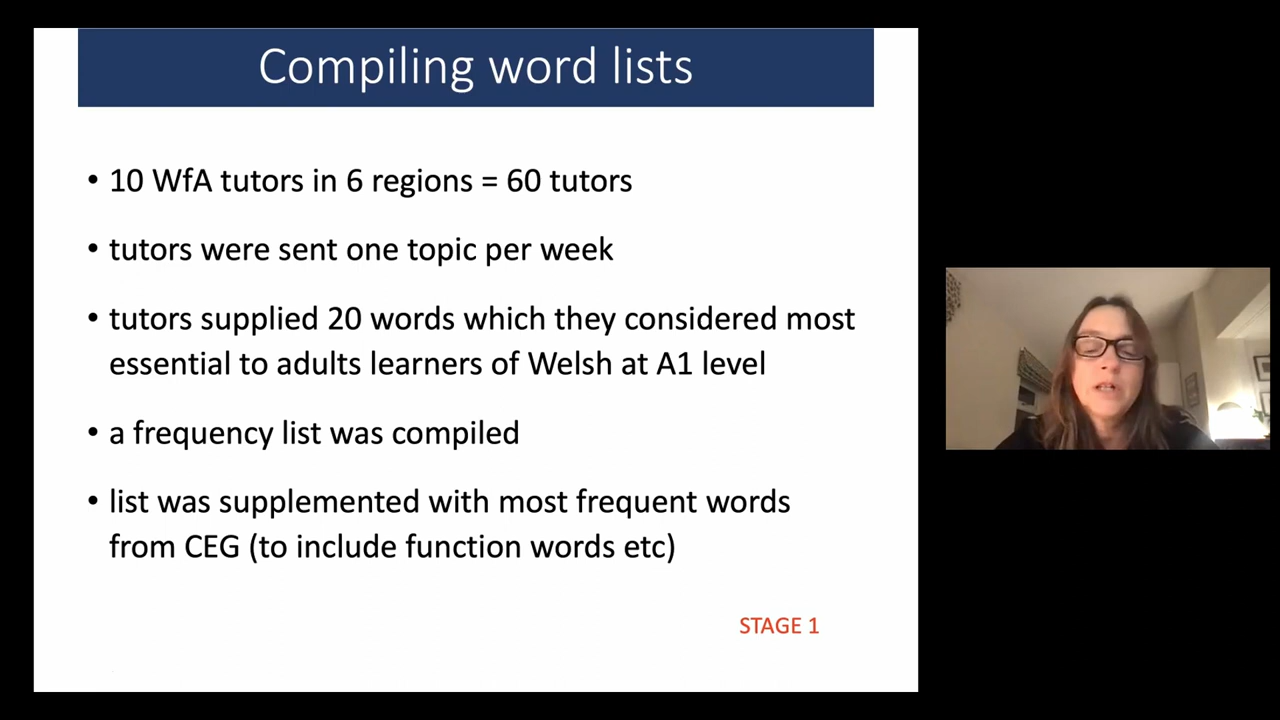 Compiling word lists
• 10 WfA tutors in 6 regions = 60 tutors
• tutors were sent one topic per week
• tutors supplied 20 words which they considered most
essential to adults learners of Welsh at A1 level
• a frequency list was compiled
• list was supplemented with most frequent words
from CEG (to include function words etc)
STAGE 1